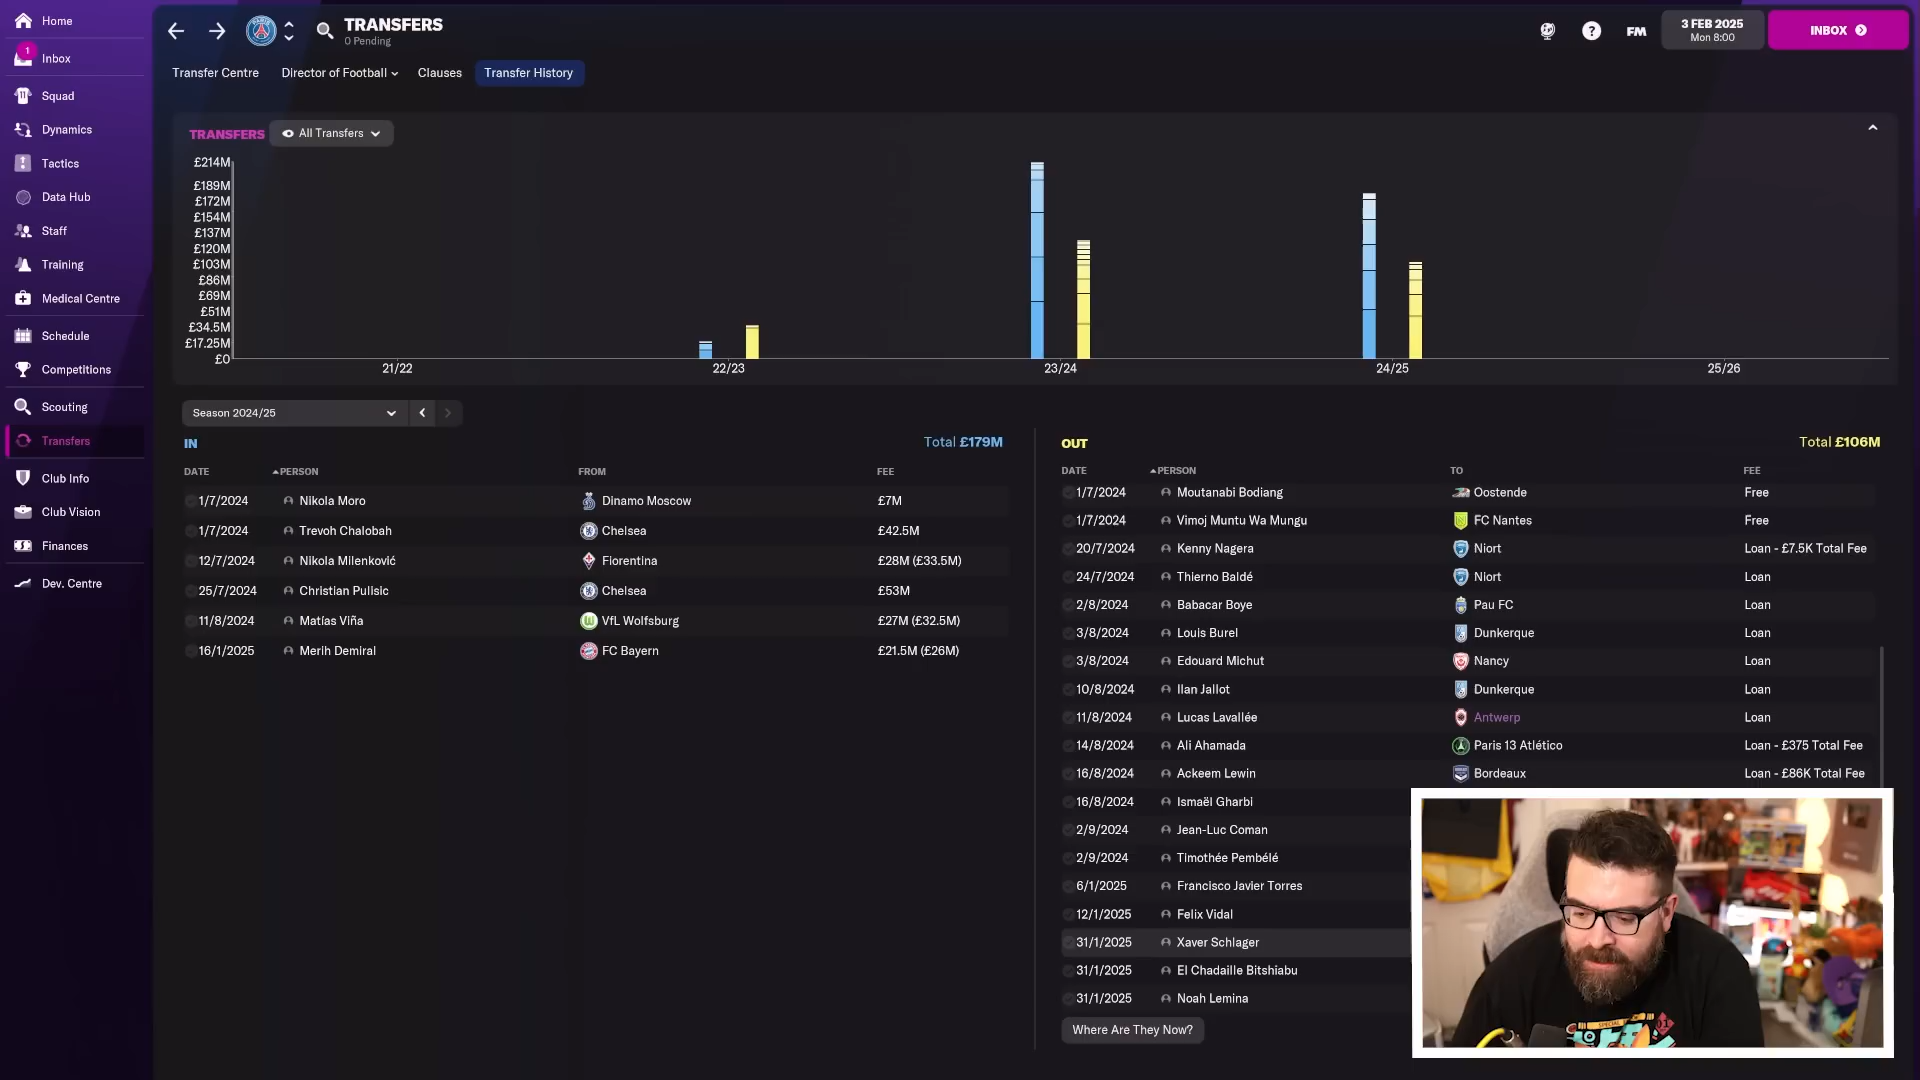 Home
TRANSFERS
0 Pending
3 FEB 2025
Mon 8:00
INBOX
FM
?
1
Inbox
Transfer Centre
Director of Football
Clauses
Transfer History
Squad
Dynamics
Tactics
Data Hub
Staff
Training
Medical Centre
Schedule
Competitions
Scouting
Transfers
Club Info
Club Vision
Finances
Dev. Centre
TRANSFERS
All Transfers
£214M
£189M
£172M
£154M
£137M
£120M
£103M
£86M
£69M
£51M
£34.5M
£17.25M
£0
21/22 22/23 23/24 24/25 25/26
Season 2024/25
IN Total £179M
DATE PERSON FROM FEE
1/7/2024 Nikola Moro Dinamo Moscow £7M
1/7/2024 Trevoh Chalobah Chelsea £42.5M
12/7/2024 Nikola Milenković Fiorentina £28M (£33.5M)
25/7/2024 Christian Pulisic Chelsea £53M
11/8/2024 Matías Viña VfL Wolfsburg £27M (£32.5M)
16/1/2025 Merih Demiral FC Bayern £21.5M (£26M)
OUT Total £106M
DATE PERSON TO FEE
1/7/2024 Moutanabi Bodiang Oostende Free
1/7/2024 Vimoj Muntu Wa Mungu FC Nantes Free
20/7/2024 Kenny Nagera Niort Loan - £7.5K Total Fee
24/7/2024 Thierno Baldé Niort Loan
2/8/2024 Babacar Boye Pau FC Loan
3/8/2024 Louis Burel Dunkerque Loan
3/8/2024 Edouard Michut Nancy Loan
10/8/2024 Ilan Jallot Dunkerque Loan
11/8/2024 Lucas Lavallée Antwerp Loan
14/8/2024 Ali Ahamada Paris 13 Atlético Loan - £375 Total Fee
16/8/2024 Ackeem Lewin Bordeaux Loan - £86K Total Fee
16/8/2024 Ismaël Gharbi
2/9/2024 Jean-Luc Coman
2/9/2024 Timothée Pembélé
6/1/2025 Francisco Javier Torres
12/1/2025 Felix Vidal
31/1/2025 Xaver Schlager
31/1/2025 El Chadaille Bitshiabu
31/1/2025 Noah Lemina
Where Are They Now?